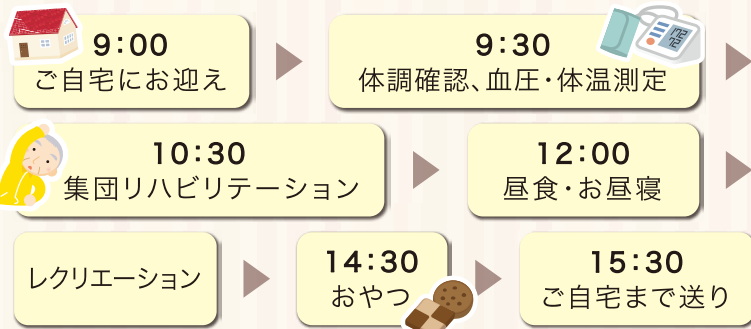 9：00
ご自宅にお迎え
9：30
体調確認、血圧・体温測定
10：30
集団リハビリテーション
12：00
昼食・お昼寝
レクリエーション
14：30
おやつ
15：30
ご自宅まで送り